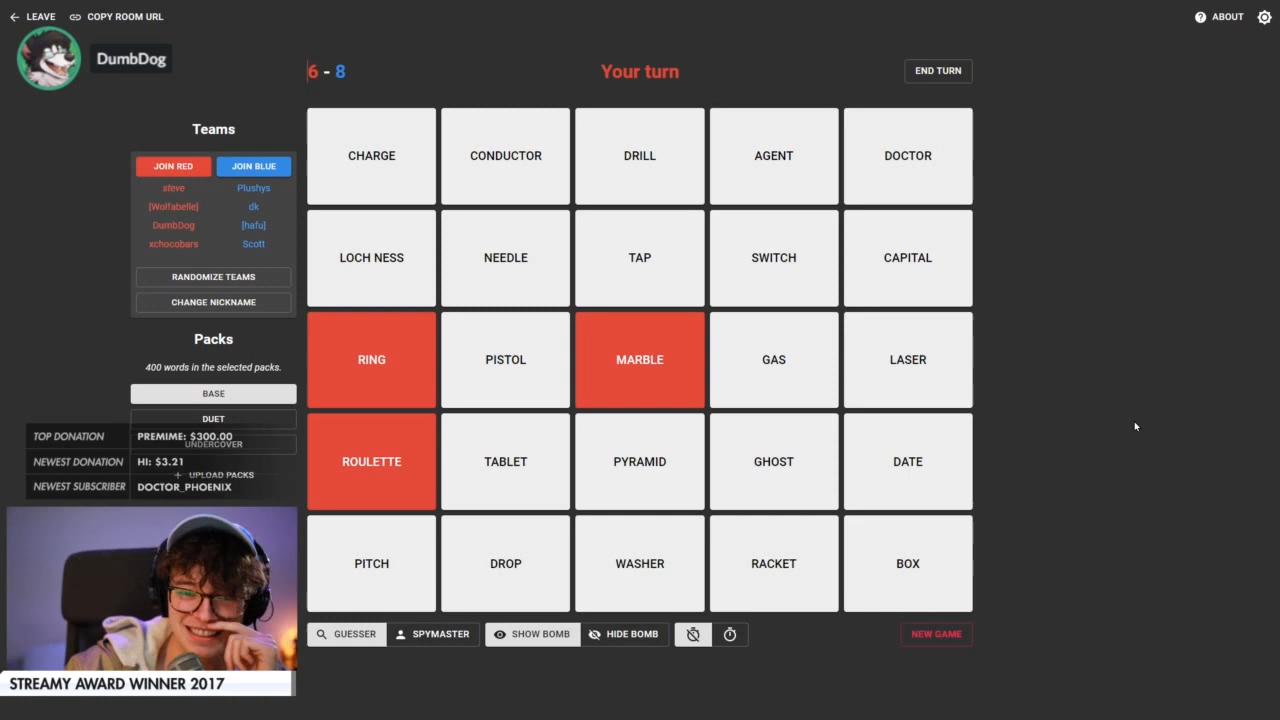 LEAVE
COPY ROOM URL
ABOUT
DumbDog
6 - 8
Your turn
END TURN
Teams
JOIN RED
JOIN BLUE
steve
Plushys
[Wolfabelle]
dk
DumbDog
[hafu]
xchocobars
Scott
RANDOMIZE TEAMS
CHANGE NICKNAME
Packs
400 words in the selected packs.
BASE
DUET
UNDERCOVER
+ UPLOAD PACKS
TOP DONATION
PREMIME: $300.00
NEWEST DONATION
HI: $3.21
NEWEST SUBSCRIBER
DOCTOR_PHOENIX
STREAMY AWARD WINNER 2017
CHARGE
CONDUCTOR
DRILL
AGENT
DOCTOR
LOCH NESS
NEEDLE
TAP
SWITCH
CAPITAL
RING
PISTOL
MARBLE
GAS
LASER
ROULETTE
TABLET
PYRAMID
GHOST
DATE
PITCH
DROP
WASHER
RACKET
BOX
GUESSER
SPYMASTER
SHOW BOMB
HIDE BOMB
NEW GAME